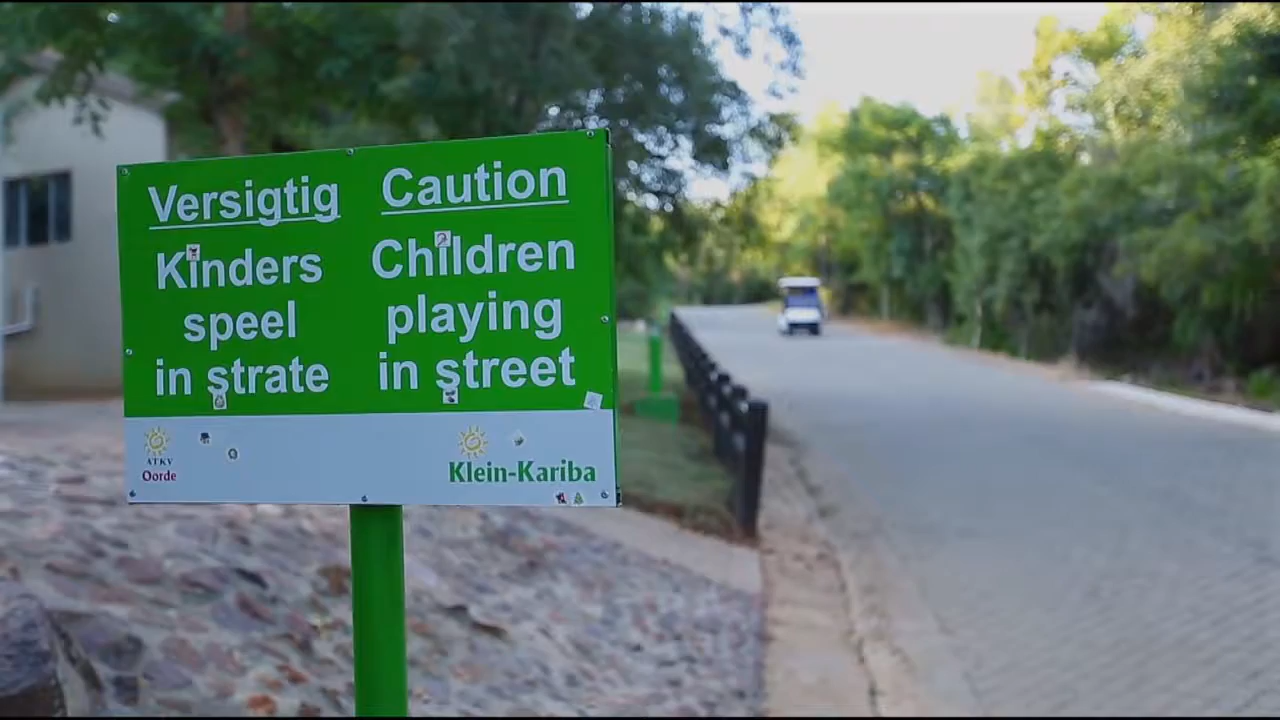 Versigtig
Kinders
speel
in strate
Caution
Children
playing
in street
ATKV
Oorde
Klein-Kariba